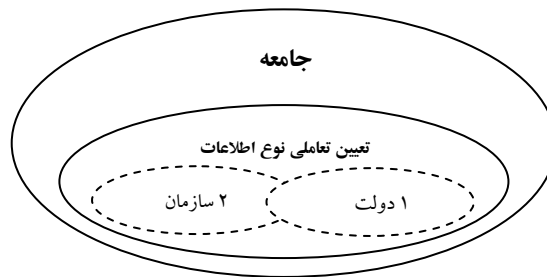 جامعه
تعیین تعاملی نوع اطلاعات
۱ دولت
۲ سازمان